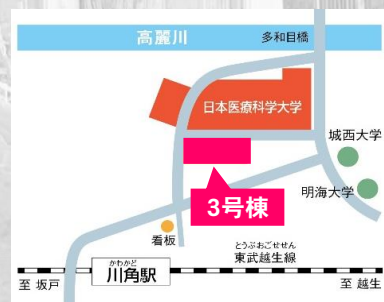 高麗川
多和目橋
日本医療科学大学
城西大学
明海大学
3号棟
看板
とうぶおごせせん
東武越生線
かわかど
川角駅
至 坂戸
至 越生